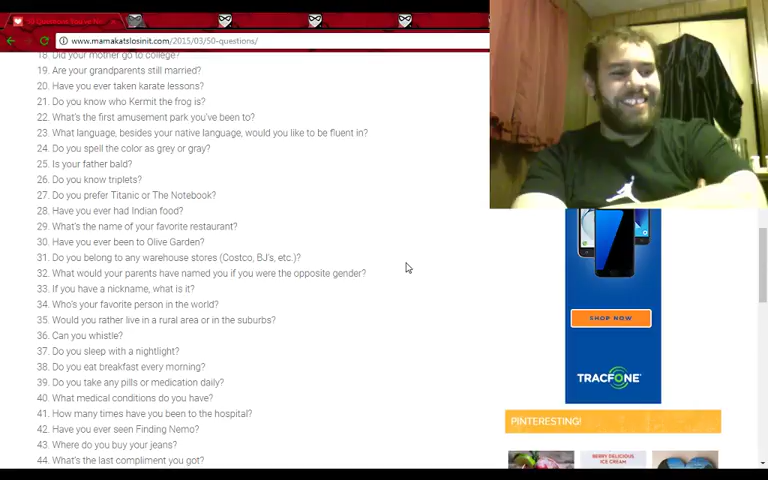 50 Questions You've Ne
www.mamakatslosinit.com/2015/03/50-questions/
18. Did your mother go to college?
19. Are your grandparents still married?
20. Have you ever taken karate lessons?
21. Do you know who Kermit the frog is?
22. What's the first amusement park you've been to?
23. What language, besides your native language, would you like to be fluent in?
24. Do you spell the color as grey or gray?
25. Is your father bald?
26. Do you know triplets?
27. Do you prefer Titanic or The Notebook?
28. Have you ever had Indian food?
29. What's the name of your favorite restaurant?
30. Have you ever been to Olive Garden?
31. Do you belong to any warehouse stores (Costco, BJ's, etc.)?
32. What would your parents have named you if you were the opposite gender?
33. If you have a nickname, what is it?
34. Who's your favorite person in the world?
35. Would you rather live in a rural area or in the suburbs?
36. Can you whistle?
37. Do you sleep with a nightlight?
38. Do you eat breakfast every morning?
39. Do you take any pills or medication daily?
40. What medical conditions do you have?
41. How many times have you been to the hospital?
42. Have you ever seen Finding Nemo?
43. Where do you buy your jeans?
44. What's the last compliment you got?
SHOP NOW
TRACFONE
PINTERESTING!
BERRY DELICIOUS
ICE CREAM